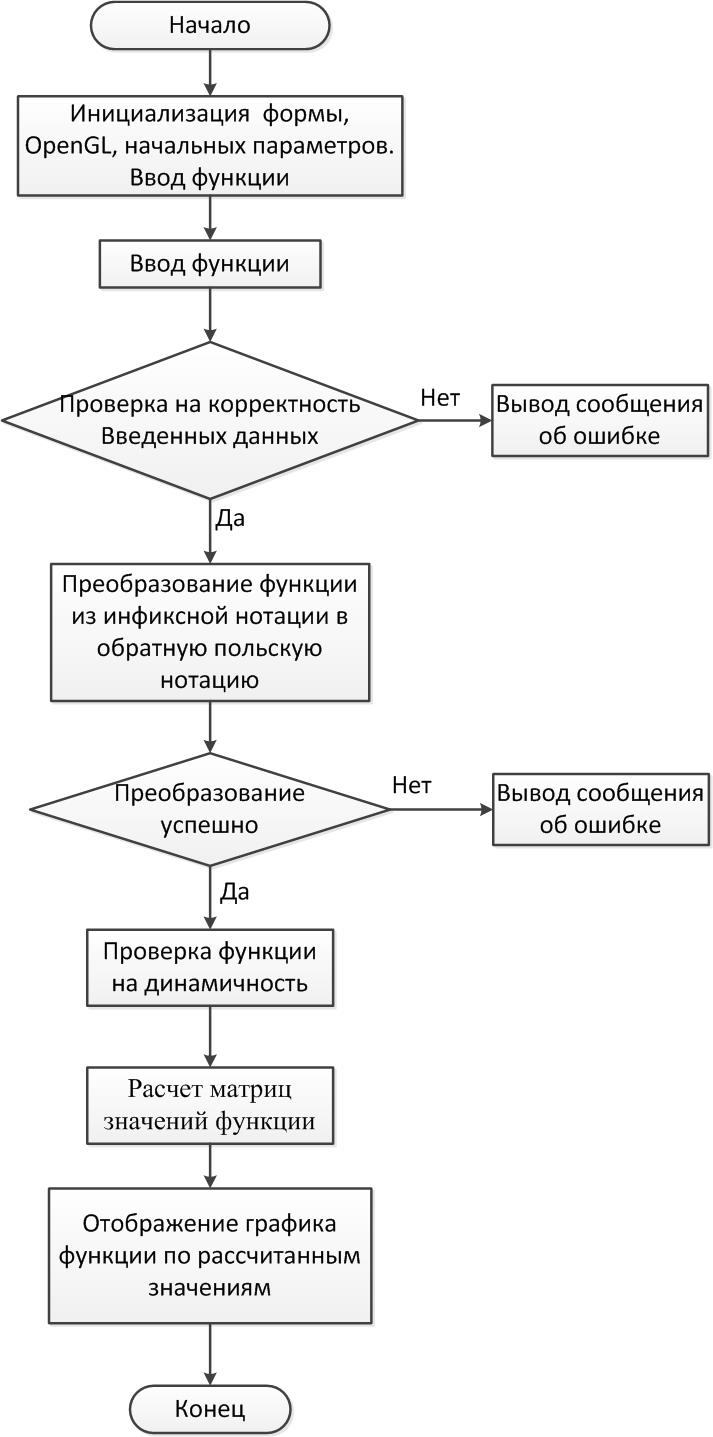 Начало
Инициализация формы,
OpenGL, начальных параметров.
Ввод функции
Ввод функции
Проверка на корректность
Введенных данных
Нет
Вывод сообщения
об ошибке
Да
Преобразование функции
из инфиксной нотации в
обратную польскую
нотацию
Преобразование
успешно
Нет
Вывод сообщения
об ошибке
Да
Проверка функции
на динамичность
Расчет матриц
значений функции
Отображение графика
функции по рассчитанным
значениям
Конец